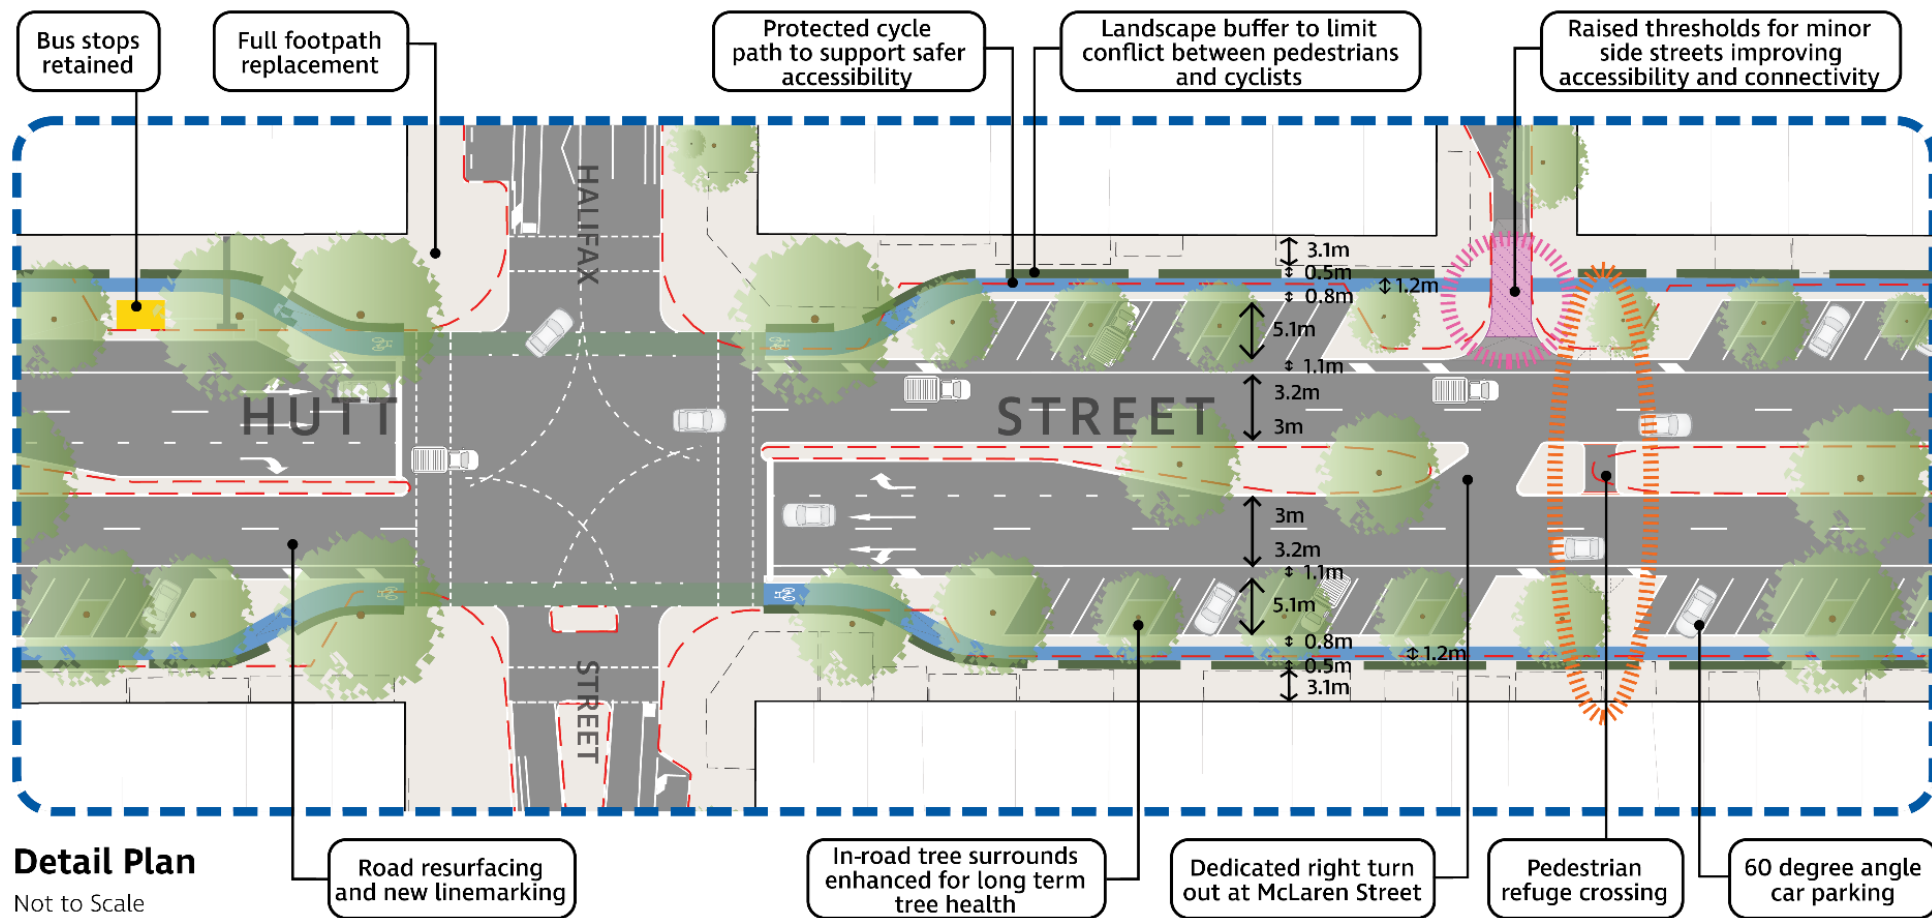 Bus stops
retained
Full footpath
replacement
Protected cycle
path to support safer
accessibility
Landscape buffer to limit
conflict between pedestrians
and cyclists
Raised thresholds for minor
side streets improving
accessibility and connectivity
HALIFAX
STREET
HUTT STREET
3.1m
0.5m
1.2m
0.8m
5.1m
1.1m
3.2m
3m
3m
3.2m
1.1m
5.1m
0.8m
1.2m
0.5m
3.1m
Detail Plan
Not to Scale
Road resurfacing
and new linemarking
In-road tree surrounds
enhanced for long term
tree health
Dedicated right turn
out at McLaren Street
Pedestrian
refuge crossing
60 degree angle
car parking